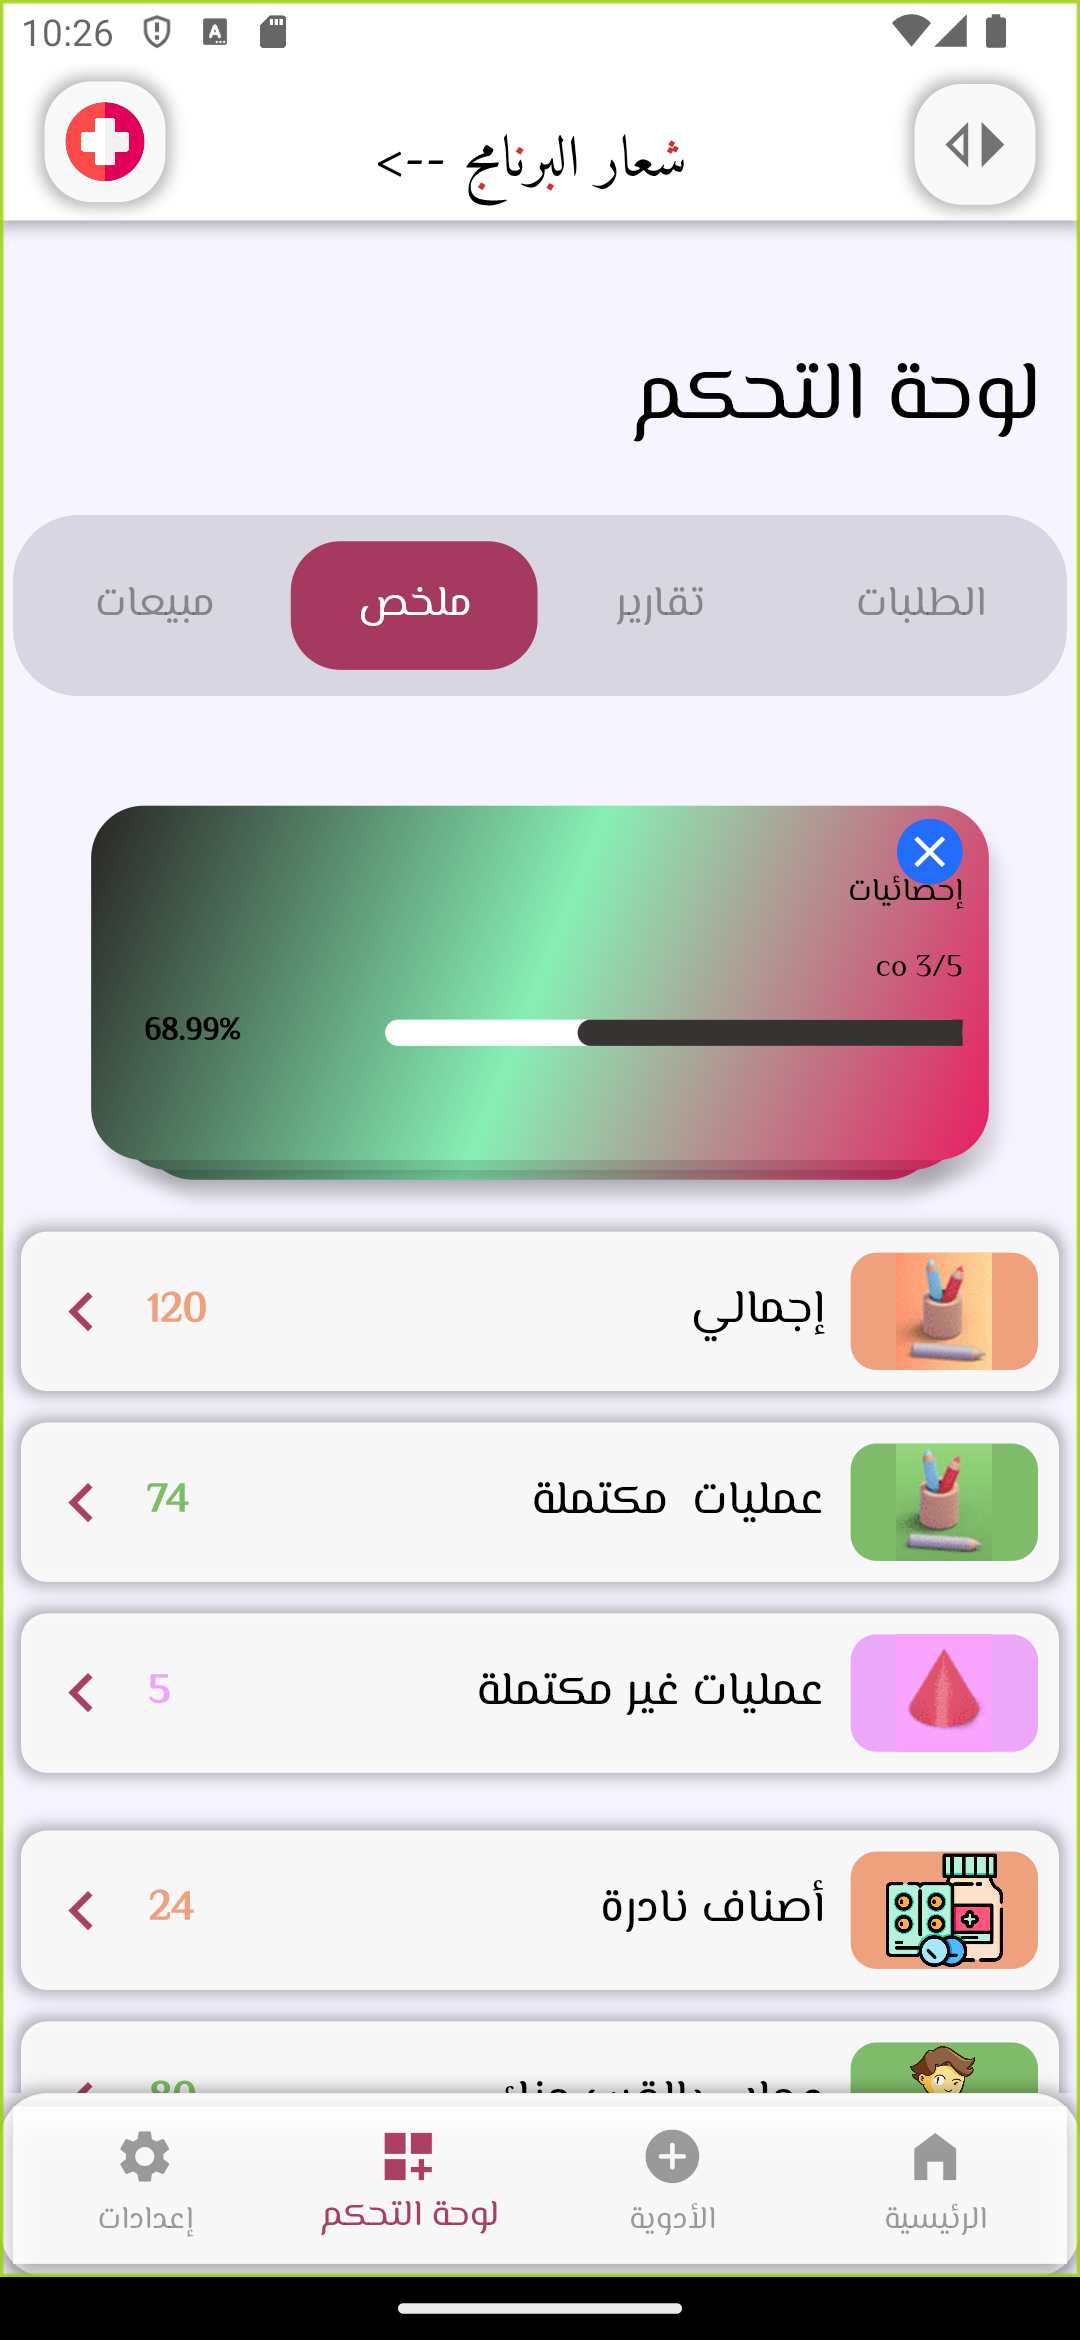 10:26
شعار البرنامج -->
لوحة التحكم
الطلبات تقارير ملخص مبيعات
إحصائيات
co 3/5
68.99%
إجمالي 120
عمليات مكتملة 74
عمليات غير مكتملة 5
أصناف نادرة 24
80
الرئيسية الأدوية لوحة التحكم إعدادات